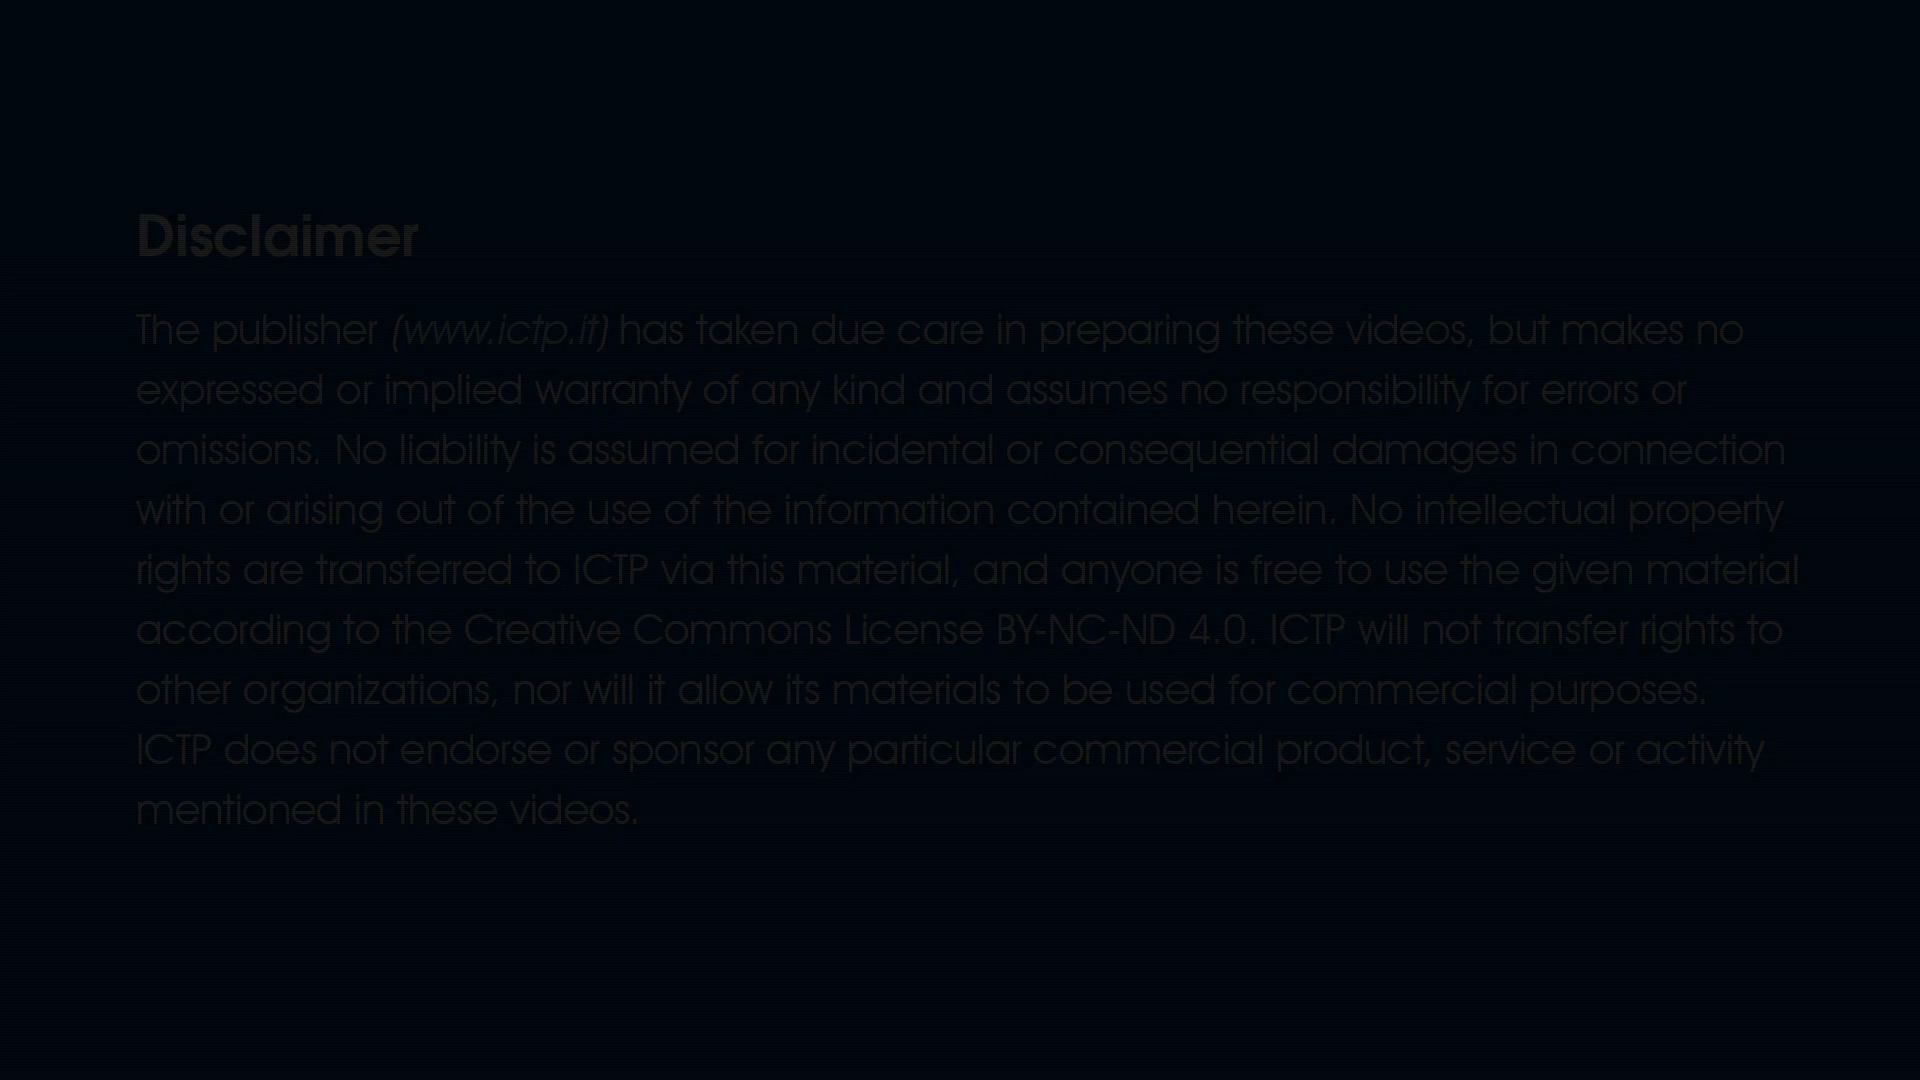 Disclaimer
The publisher (www.ictp.it) has taken due care in preparing these videos, but makes no
expressed or implied warranty of any kind and assumes no responsibility for errors or
omissions. No liability is assumed for incidental or consequential damages in connection
with or arising out of the use of the information contained herein. No intellectual property
rights are transferred to ICTP via this material, and anyone is free to use the given material
according to the Creative Commons License BY-NC-ND 4.0. ICTP will not transfer rights to
other organizations, nor will it allow its materials to be used for commercial purposes.
ICTP does not endorse or sponsor any particular commercial product, service or activity
mentioned in these videos.